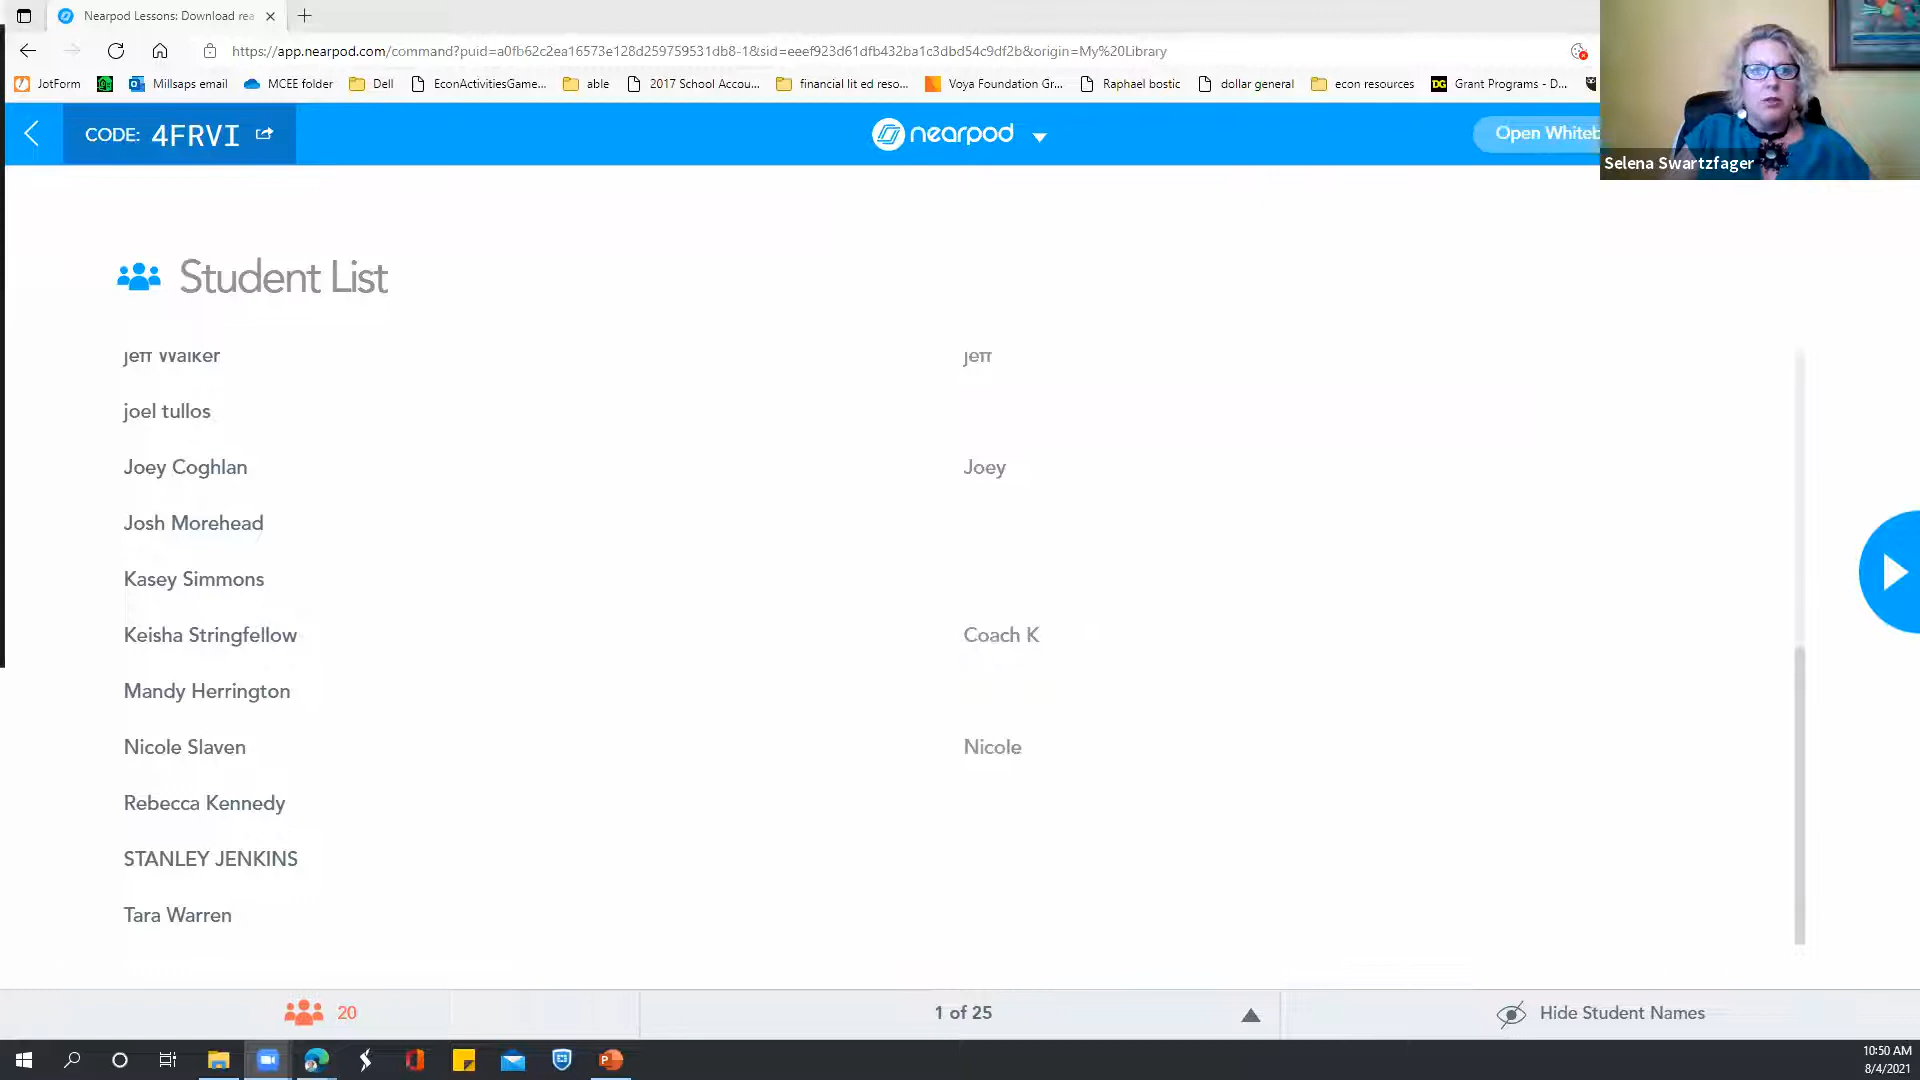 Nearpod Lessons: Download rea
https://app.nearpod.com/command?puid=a0fb62c2ea16573e128d259759531db8-1&sid=eeef923d61dfb432ba1c3dbd54c9df2b&origin=My%20Library
JotForm Millsaps email MCEE folder Dell EconActivitiesGame... able 2017 School Accou... financial lit ed reso... Voya Foundation Gr... Raphael bostic dollar general econ resources DG Grant Programs - D...
CODE: 4FRVI nearpod Open Whiteb
Selena Swartzfager
Student List
jeff Walker jeff
joel tullos
Joey Coghlan Joey
Josh Morehead
Kasey Simmons
Keisha Stringfellow Coach K
Mandy Herrington
Nicole Slaven Nicole
Rebecca Kennedy
STANLEY JENKINS
Tara Warren
20 1 of 25 Hide Student Names
10:50 AM
8/4/2021